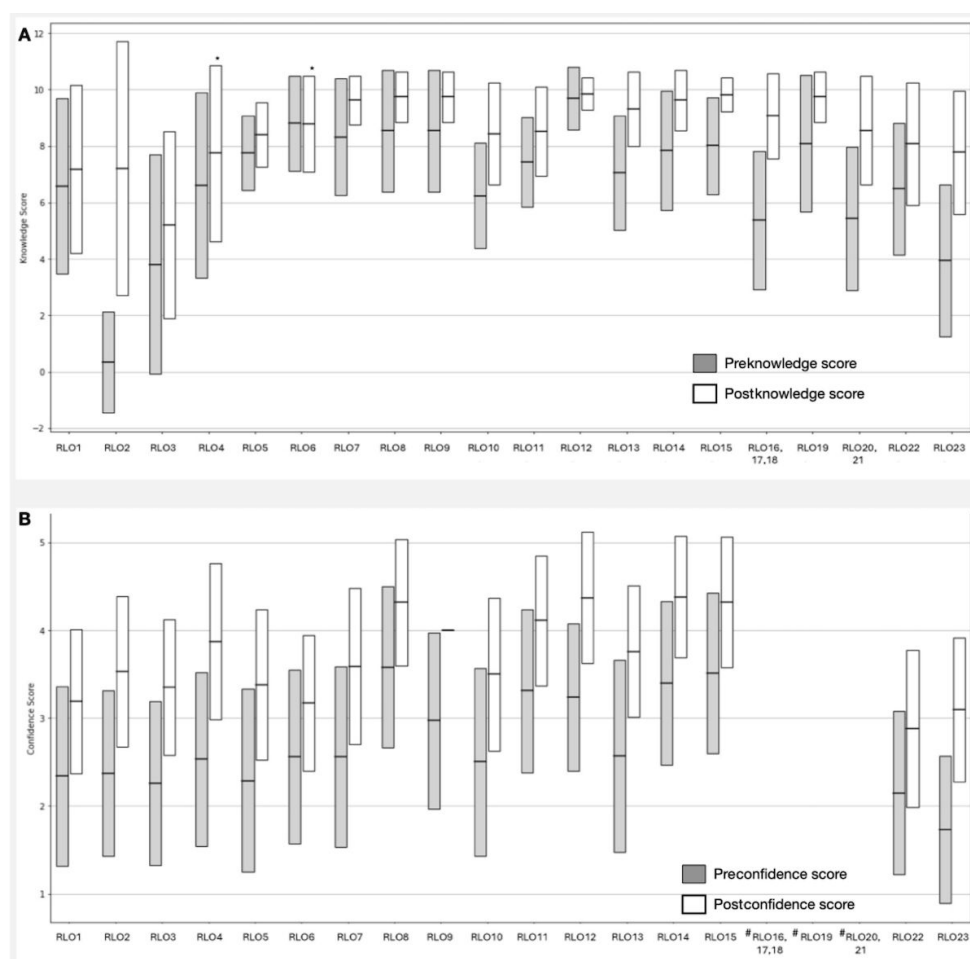 A
12
10
8
6
4
2
0
−2
Knowledge Score
*
*
Preknowledge score
Postknowledge score
RLO1 RLO2 RLO3 RLO4 RLO5 RLO6 RLO7 RLO8 RLO9 RLO10 RLO11 RLO12 RLO13 RLO14 RLO15 RLO16, RLO19 RLO20, RLO22 RLO23
17,18 21
B
5
4
3
2
1
Confidence Score
Preconfidence score
Postconfidence score
RLO1 RLO2 RLO3 RLO4 RLO5 RLO6 RLO7 RLO8 RLO9 RLO10 RLO11 RLO12 RLO13 RLO14 RLO15 #RLO16, #RLO19 #RLO20, RLO22 RLO23
17,18 21